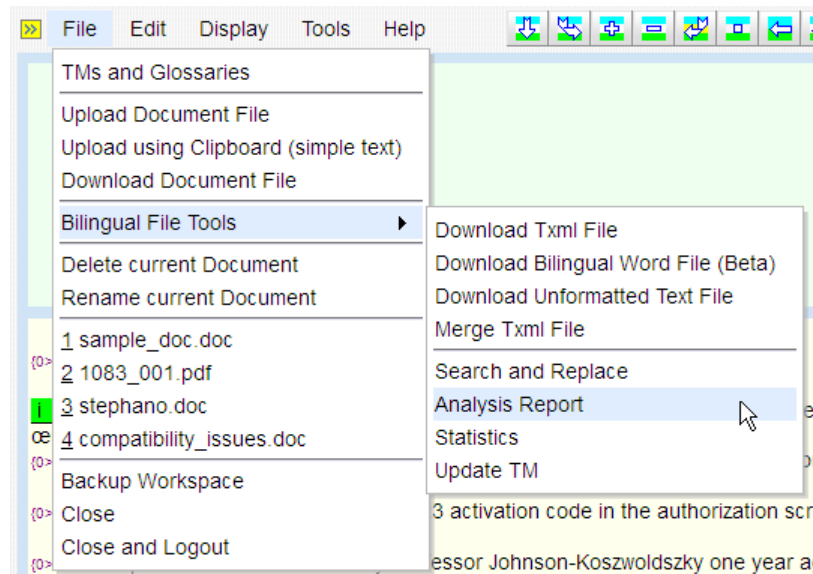 File Edit Display Tools Help
TMs and Glossaries
Upload Document File
Upload using Clipboard (simple text)
Download Document File
Bilingual File Tools
Delete current Document
Rename current Document
1 sample_doc.doc
2 1083_001.pdf
3 stephano.doc
4 compatibility_issues.doc
Backup Workspace
Close
Close and Logout
Download Txml File
Download Bilingual Word File (Beta)
Download Unformatted Text File
Merge Txml File
Search and Replace
Analysis Report
Statistics
Update TM
{0>
i
œ
{0>
{0> 3 activation code in the authorization scr
{0> essor Johnson-Koszwoldszky one year a